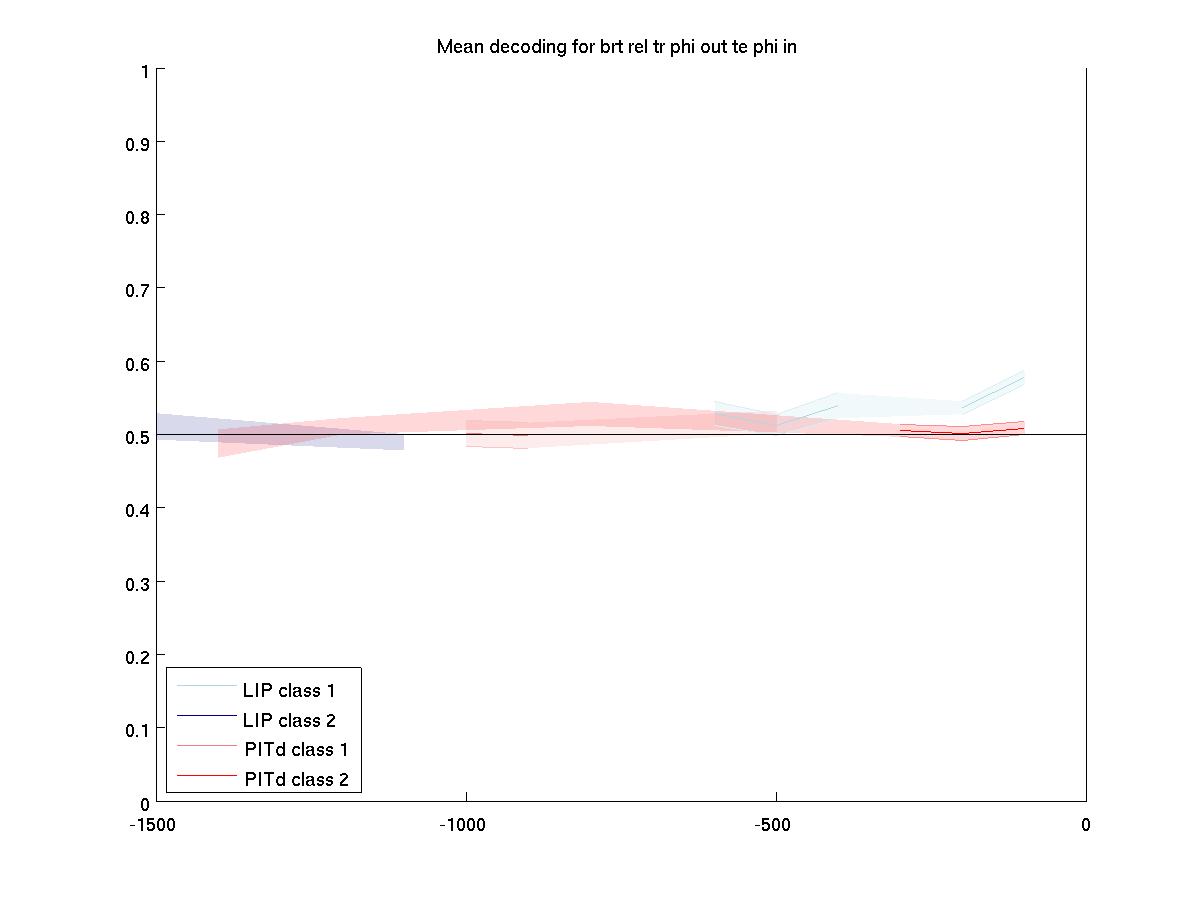 Mean decoding for brt rel tr phi out te phi in
1
0.9
0.8
0.7
0.6
0.5
0.4
0.3
0.2
0.1
0
LIP class 1
LIP class 2
PITd class 1
PITd class 2
-1500 -1000 -500 0